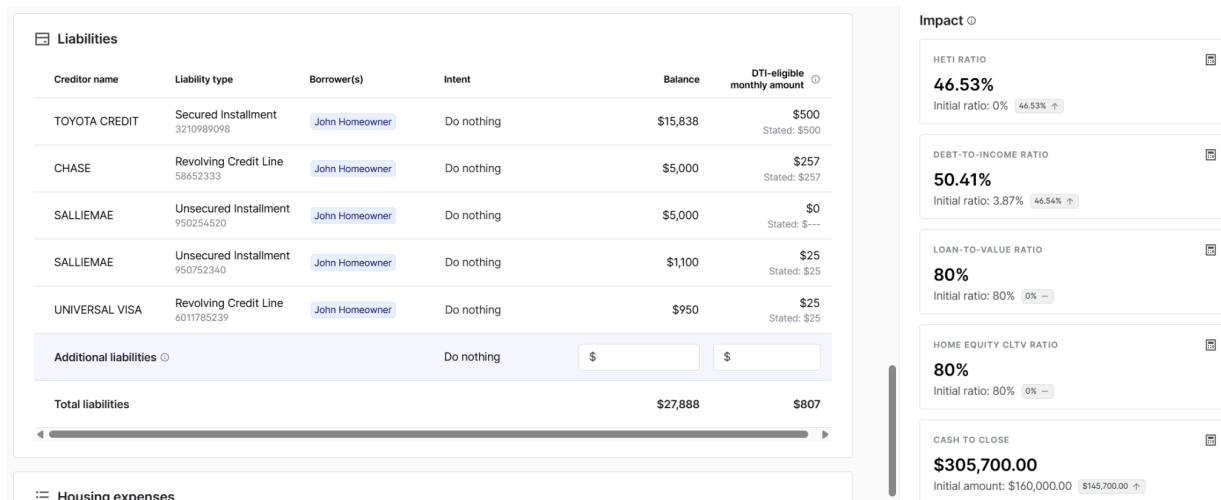 Liabilities
Creditor name Liability type Borrower(s) Intent Balance DTI-eligible monthly amount
TOYOTA CREDIT Secured Installment John Homeowner Do nothing $15,838 $500
3210989098 Stated: $500
CHASE Revolving Credit Line John Homeowner Do nothing $5,000 $257
58652333 Stated: $257
SALLIEMAE Unsecured Installment John Homeowner Do nothing $5,000 $0
950254520 Stated: $---
SALLIEMAE Unsecured Installment John Homeowner Do nothing $1,100 $25
950752340 Stated: $25
UNIVERSAL VISA Revolving Credit Line John Homeowner Do nothing $950 $25
6011785239 Stated: $25
Additional liabilities Do nothing $ $
Total liabilities $27,888 $807
Housing expenses
Impact
HETI RATIO
46.53%
Initial ratio: 0% 46.53% ↑
DEBT-TO-INCOME RATIO
50.41%
Initial ratio: 3.87% 46.54% ↑
LOAN-TO-VALUE RATIO
80%
Initial ratio: 80% 0% —
HOME EQUITY CLTV RATIO
80%
Initial ratio: 80% 0% —
CASH TO CLOSE
$305,700.00
Initial amount: $160,000.00 $145,700.00 ↑